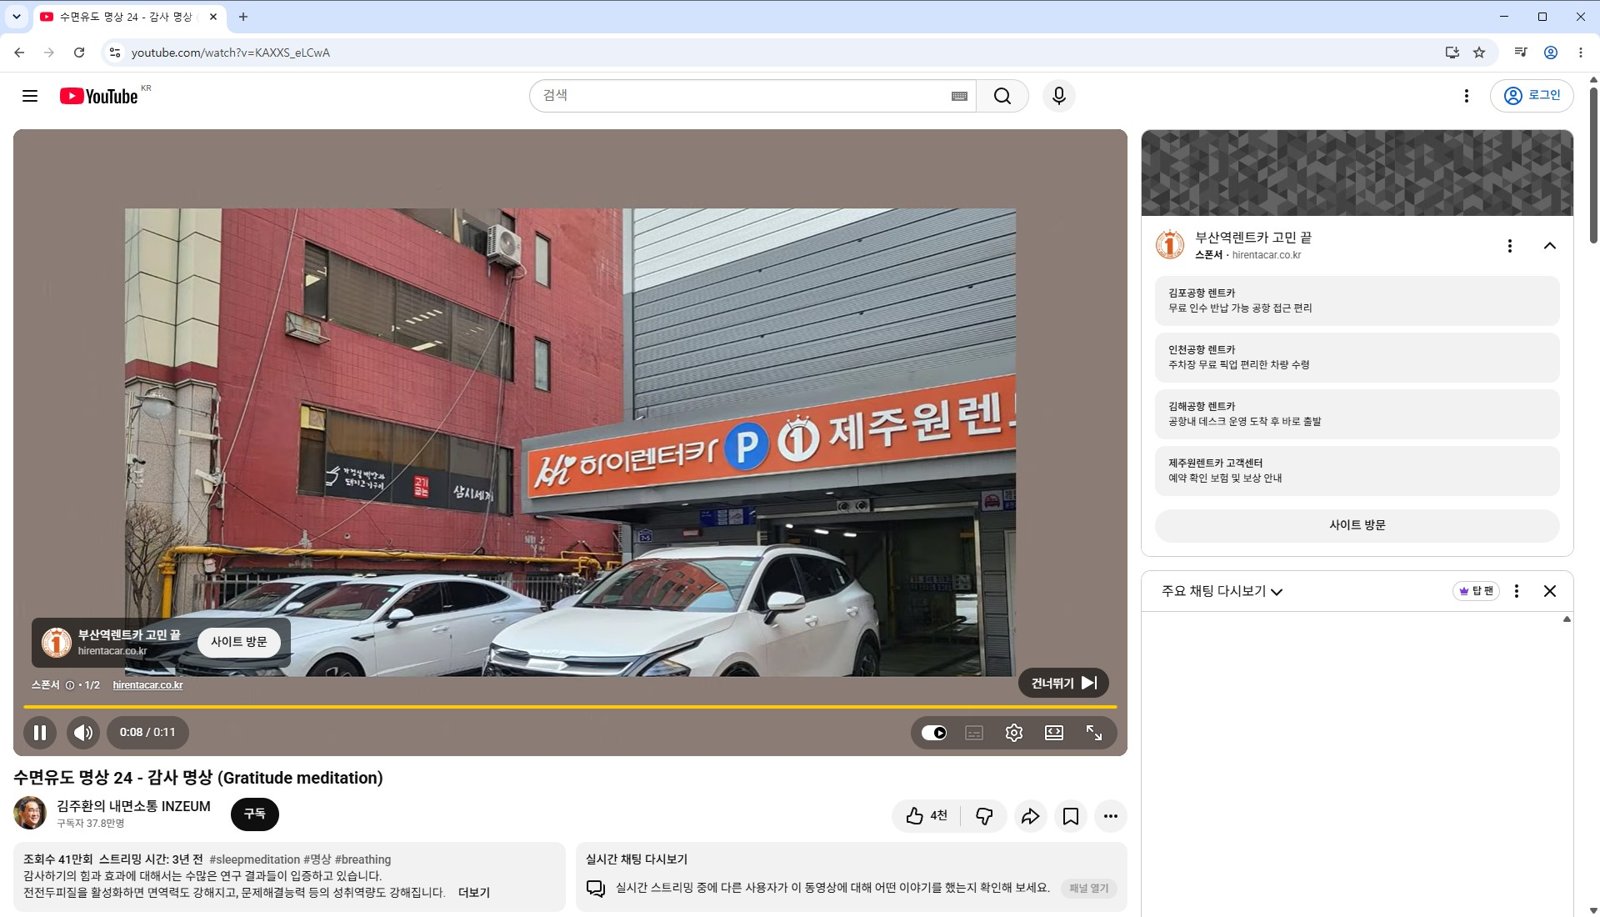 수면유도 명상 24 - 감사 명상
youtube.com/watch?v=KAXXS_eLCwA
YouTube KR
검색
로그인
하이렌터카 P 1 제주원렌
고기굽는
삼시세끼
부산역렌트카 고민 끝
hirentacar.co.kr
사이트 방문
스폰서 • 1/2 hirentacar.co.kr
건너뛰기
0:08 / 0:11
수면유도 명상 24 - 감사 명상 (Gratitude meditation)
김주환의 내면소통 INZEUM
구독자 37.8만명
구독
4천
조회수 41만회 스트리밍 시간: 3년 전 #sleepmeditation #명상 #breathing
감사하기의 힘과 효과에 대해서는 수많은 연구 결과들이 입증하고 있습니다.
전전두피질을 활성화하면 면역력도 강해지고, 문제해결능력 등의 성취역량도 강해집니다. 더보기
실시간 채팅 다시보기
실시간 스트리밍 중에 다른 사용자가 이 동영상에 대해 어떤 이야기를 했는지 확인해 보세요.
패널 열기
부산역렌트카 고민 끝
스폰서 · hirentacar.co.kr
김포공항 렌트카
무료 인수 반납 가능 공항 접근 편리
인천공항 렌트카
주차장 무료 픽업 편리한 차량 수령
김해공항 렌트카
공항내 데스크 운영 도착 후 바로 출발
제주원렌트카 고객센터
예약 확인 보험 및 보상 안내
사이트 방문
주요 채팅 다시보기
탑 팬